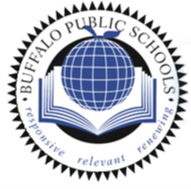 BUFFALO PUBLIC SCHOOLS
responsive relevant renewing